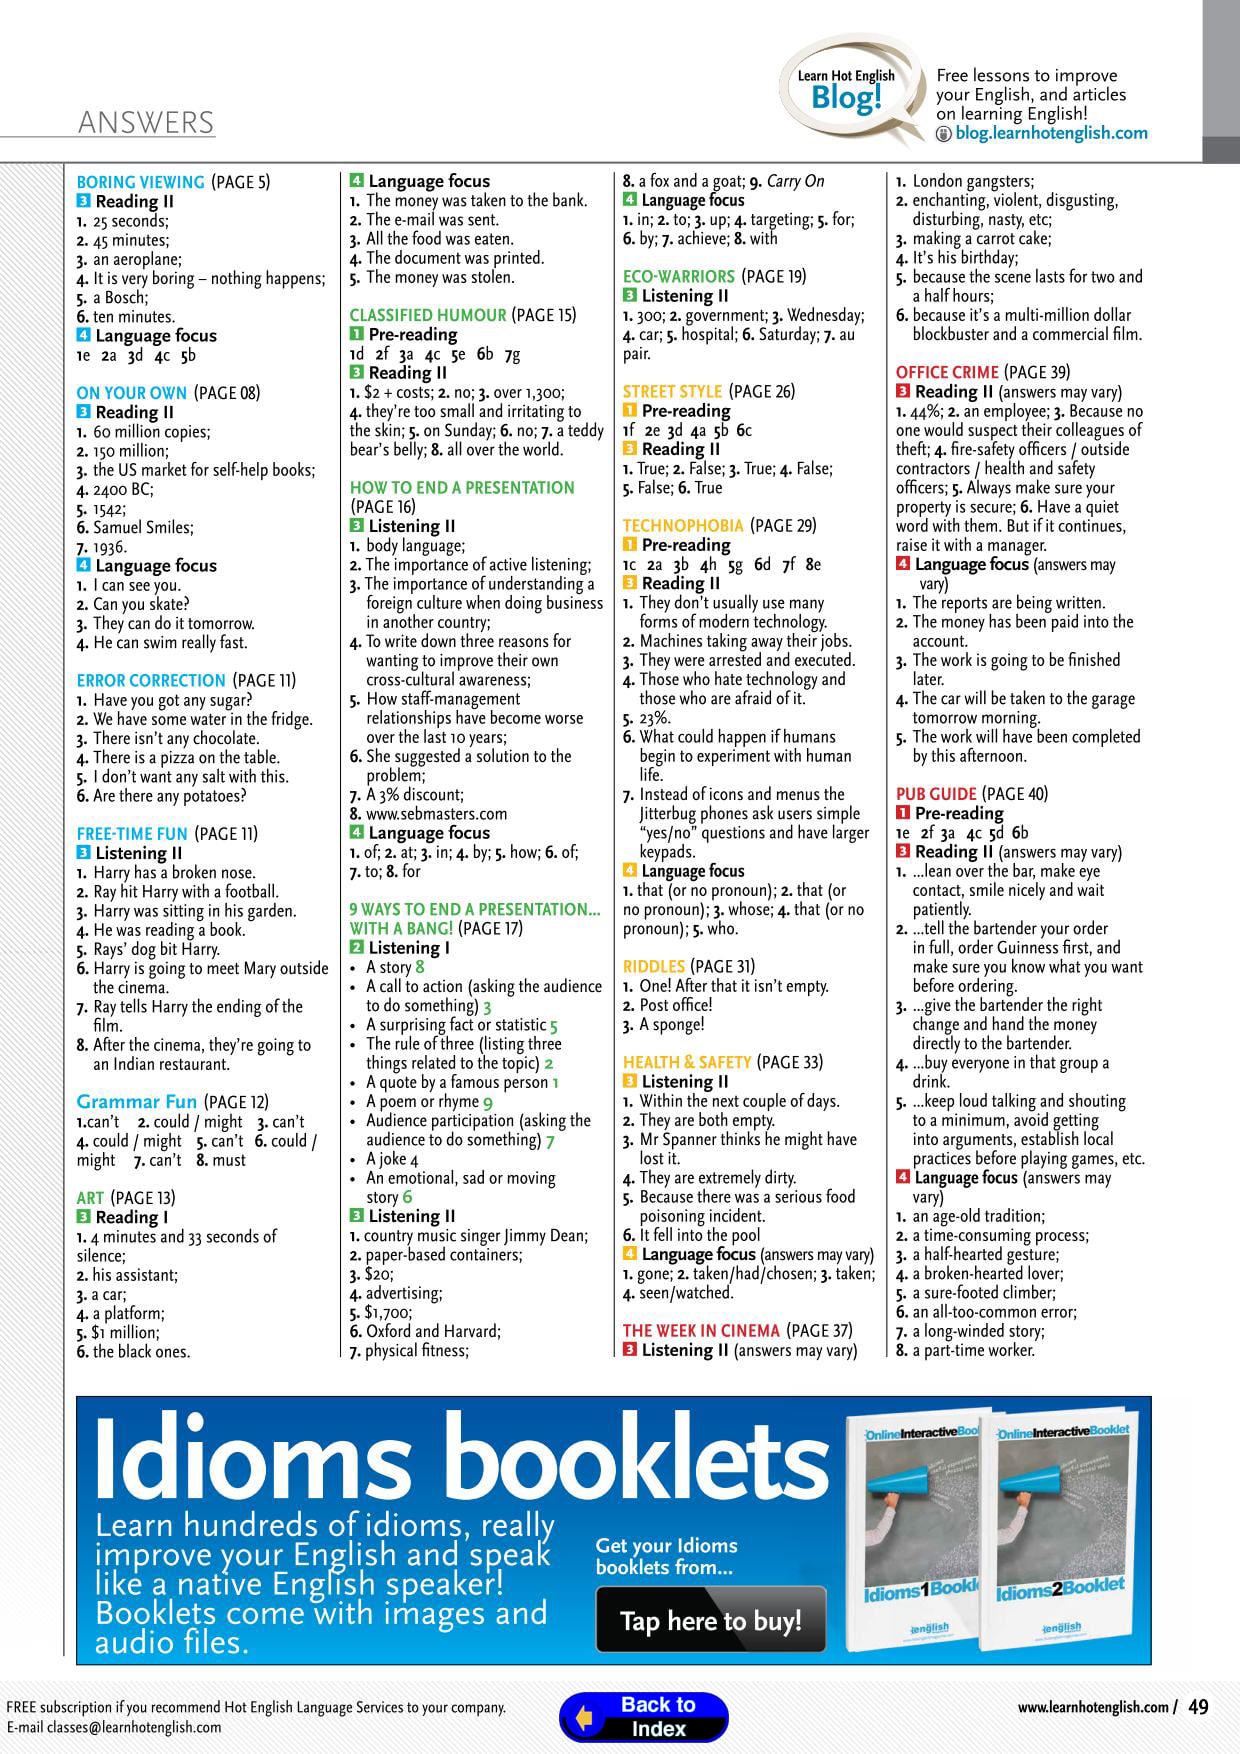 Learn Hot English
Blog!
Free lessons to improve
your English, and articles
on learning English!
blog.learnhotenglish.com
ANSWERS
BORING VIEWING (PAGE 5)
3 Reading II
1. 25 seconds;
2. 45 minutes;
3. an aeroplane;
4. It is very boring – nothing happens;
5. a Bosch;
6. ten minutes.
4 Language focus
1e 2a 3d 4c 5b
ON YOUR OWN (PAGE 08)
3 Reading II
1. 60 million copies;
2. 150 million;
3. the US market for self-help books;
4. 2400 BC;
5. 1542;
6. Samuel Smiles;
7. 1936.
4 Language focus
1. I can see you.
2. Can you skate?
3. They can do it tomorrow.
4. He can swim really fast.
ERROR CORRECTION (PAGE 11)
1. Have you got any sugar?
2. We have some water in the fridge.
3. There isn't any chocolate.
4. There is a pizza on the table.
5. I don't want any salt with this.
6. Are there any potatoes?
FREE-TIME FUN (PAGE 11)
3 Listening II
1. Harry has a broken nose.
2. Ray hit Harry with a football.
3. Harry was sitting in his garden.
4. He was reading a book.
5. Rays' dog bit Harry.
6. Harry is going to meet Mary outside
the cinema.
7. Ray tells Harry the ending of the
film.
8. After the cinema, they're going to
an Indian restaurant.
Grammar Fun (PAGE 12)
1.can't 2. could / might 3. can't
4. could / might 5. can't 6. could /
might 7. can't 8. must
ART (PAGE 13)
3 Reading I
1. 4 minutes and 33 seconds of
silence;
2. his assistant;
3. a car;
4. a platform;
5. $1 million;
6. the black ones.
4 Language focus
1. The money was taken to the bank.
2. The e-mail was sent.
3. All the food was eaten.
4. The document was printed.
5. The money was stolen.
CLASSIFIED HUMOUR (PAGE 15)
1 Pre-reading
1d 2f 3a 4c 5e 6b 7g
3 Reading II
1. $2 + costs; 2. no; 3. over 1,300;
4. they're too small and irritating to
the skin; 5. on Sunday; 6. no; 7. a teddy
bear's belly; 8. all over the world.
HOW TO END A PRESENTATION
(PAGE 16)
3 Listening II
1. body language;
2. The importance of active listening;
3. The importance of understanding a
foreign culture when doing business
in another country;
4. To write down three reasons for
wanting to improve their own
cross-cultural awareness;
5. How staff-management
relationships have become worse
over the last 10 years;
6. She suggested a solution to the
problem;
7. A 3% discount;
8. www.sebmasters.com
4 Language focus
1. of; 2. at; 3. in; 4. by; 5. how; 6. of;
7. to; 8. for
9 WAYS TO END A PRESENTATION...
WITH A BANG! (PAGE 17)
2 Listening I
• A story 8
• A call to action (asking the audience
to do something) 3
• A surprising fact or statistic 5
• The rule of three (listing three
things related to the topic) 2
• A quote by a famous person 1
• A poem or rhyme 9
• Audience participation (asking the
audience to do something) 7
• A joke 4
• An emotional, sad or moving
story 6
3 Listening II
1. country music singer Jimmy Dean;
2. paper-based containers;
3. $20;
4. advertising;
5. $1,700;
6. Oxford and Harvard;
7. physical fitness;
8. a fox and a goat; 9. Carry On
4 Language focus
1. in; 2. to; 3. up; 4. targeting; 5. for;
6. by; 7. achieve; 8. with
ECO-WARRIORS (PAGE 19)
3 Listening II
1. 300; 2. government; 3. Wednesday;
4. car; 5. hospital; 6. Saturday; 7. au
pair.
STREET STYLE (PAGE 26)
1 Pre-reading
1f 2e 3d 4a 5b 6c
3 Reading II
1. True; 2. False; 3. True; 4. False;
5. False; 6. True
TECHNOPHOBIA (PAGE 29)
1 Pre-reading
1c 2a 3b 4h 5g 6d 7f 8e
3 Reading II
1. They don't usually use many
forms of modern technology.
2. Machines taking away their jobs.
3. They were arrested and executed.
4. Those who hate technology and
those who are afraid of it.
5. 23%.
6. What could happen if humans
begin to experiment with human
life.
7. Instead of icons and menus the
Jitterbug phones ask users simple
"yes/no" questions and have larger
keypads.
4 Language focus
1. that (or no pronoun); 2. that (or
no pronoun); 3. whose; 4. that (or no
pronoun); 5. who.
RIDDLES (PAGE 31)
1. One! After that it isn't empty.
2. Post office!
3. A sponge!
HEALTH & SAFETY (PAGE 33)
3 Listening II
1. Within the next couple of days.
2. They are both empty.
3. Mr Spanner thinks he might have
lost it.
4. They are extremely dirty.
5. Because there was a serious food
poisoning incident.
6. It fell into the pool
4 Language focus (answers may vary)
1. gone; 2. taken/had/chosen; 3. taken;
4. seen/watched.
THE WEEK IN CINEMA (PAGE 37)
3 Listening II (answers may vary)
1. London gangsters;
2. enchanting, violent, disgusting,
disturbing, nasty, etc;
3. making a carrot cake;
4. It's his birthday;
5. because the scene lasts for two and
a half hours;
6. because it's a multi-million dollar
blockbuster and a commercial film.
OFFICE CRIME (PAGE 39)
3 Reading II (answers may vary)
1. 44%; 2. an employee; 3. Because no
one would suspect their colleagues of
theft; 4. fire-safety officers / outside
contractors / health and safety
officers; 5. Always make sure your
property is secure; 6. Have a quiet
word with them. But if it continues,
raise it with a manager.
4 Language focus (answers may
vary)
1. The reports are being written.
2. The money has been paid into the
account.
3. The work is going to be finished
later.
4. The car will be taken to the garage
tomorrow morning.
5. The work will have been completed
by this afternoon.
PUB GUIDE (PAGE 40)
1 Pre-reading
1e 2f 3a 4c 5d 6b
3 Reading II (answers may vary)
1. ...lean over the bar, make eye
contact, smile nicely and wait
patiently.
2. ...tell the bartender your order
in full, order Guinness first, and
make sure you know what you want
before ordering.
3. ...give the bartender the right
change and hand the money
directly to the bartender.
4. ...buy everyone in that group a
drink.
5. ...keep loud talking and shouting
to a minimum, avoid getting
into arguments, establish local
practices before playing games, etc.
4 Language focus (answers may
vary)
1. an age-old tradition;
2. a time-consuming process;
3. a half-hearted gesture;
4. a broken-hearted lover;
5. a sure-footed climber;
6. an all-too-common error;
7. a long-winded story;
8. a part-time worker.
Idioms booklets
Learn hundreds of idioms, really
improve your English and speak
like a native English speaker!
Booklets come with images and
audio files.
Get your Idioms
booklets from...
Tap here to buy!
OnlineInteractiveBoo
Idioms1Bookl
english
OnlineInteractiveBooklet
Idioms2Booklet
english
FREE subscription if you recommend Hot English Language Services to your company.
E-mail classes@learnhotenglish.com
Back to
Index
www.learnhotenglish.com / 49